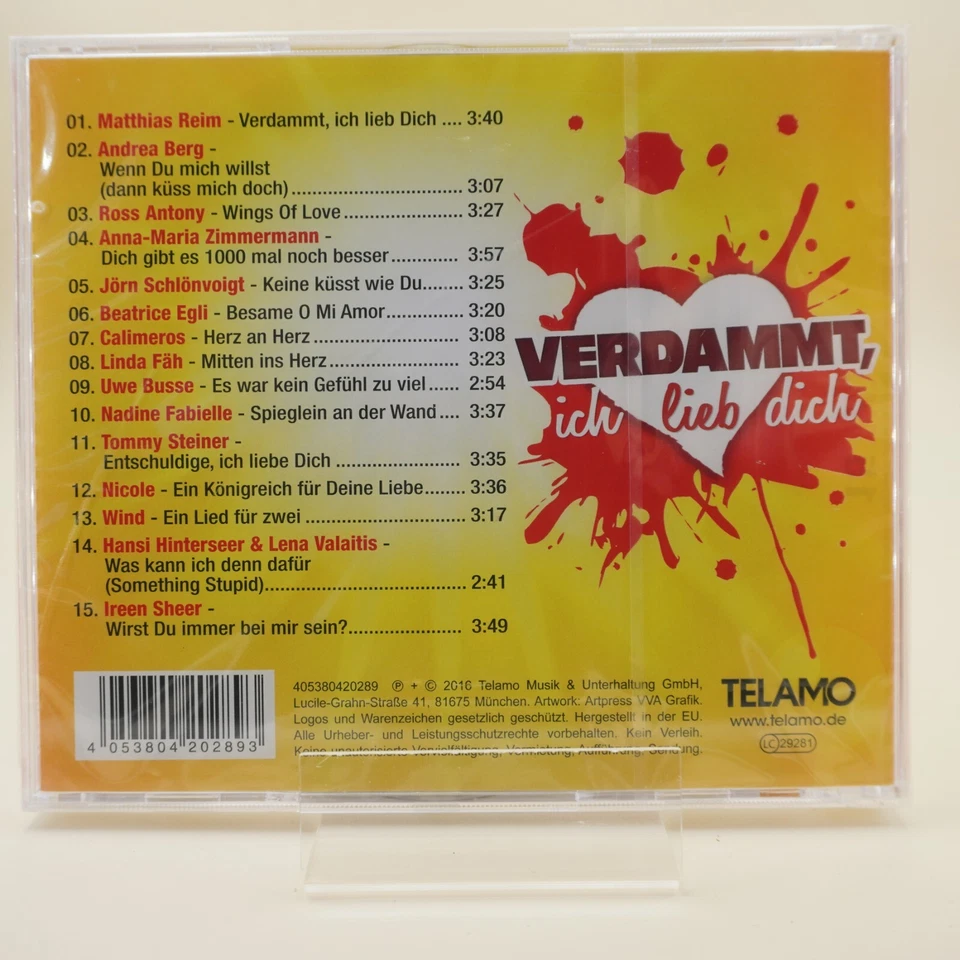 01. Matthias Reim - Verdammt, ich lieb Dich .... 3:40
02. Andrea Berg -
Wenn Du mich willst
(dann küss mich doch)................................ 3:07
03. Ross Antony - Wings Of Love...................... 3:27
04. Anna-Maria Zimmermann -
Dich gibt es 1000 mal noch besser............ 3:57
05. Jörn Schlönvoigt - Keine küsst wie Du....... 3:25
06. Beatrice Egli - Besame O Mi Amor.............. 3:20
07. Calimeros - Herz an Herz........................... 3:08
08. Linda Fäh - Mitten ins Herz........................ 3:23
09. Uwe Busse - Es war kein Gefühl zu viel...... 2:54
10. Nadine Fabielle - Spieglein an der Wand.... 3:37
11. Tommy Steiner -
Entschuldige, ich liebe Dich ....................... 3:35
12. Nicole - Ein Königreich für Deine Liebe....... 3:36
13. Wind - Ein Lied für zwei .............................. 3:17
14. Hansi Hinterseer & Lena Valaitis -
Was kann ich denn dafür
(Something Stupid)...................................... 2:41
15. Ireen Sheer -
Wirst Du immer bei mir sein?..................... 3:49
VERDAMMT,
ich lieb dich
4 053804 202893
405380420289 ℗ + © 2016 Telamo Musik & Unterhaltung GmbH,
Lucile-Grahn-Straße 41, 81675 München. Artwork: Artpress VVA Grafik.
Logos und Warenzeichen gesetzlich geschützt. Hergestellt in der EU.
Alle Urheber- und Leistungsschutzrechte vorbehalten. Kein Verleih.
Keine unautorisierte Vervielfältigung, Vermietung, Aufführung, Sendung.
TELAMO
www.telamo.de
LC 29281